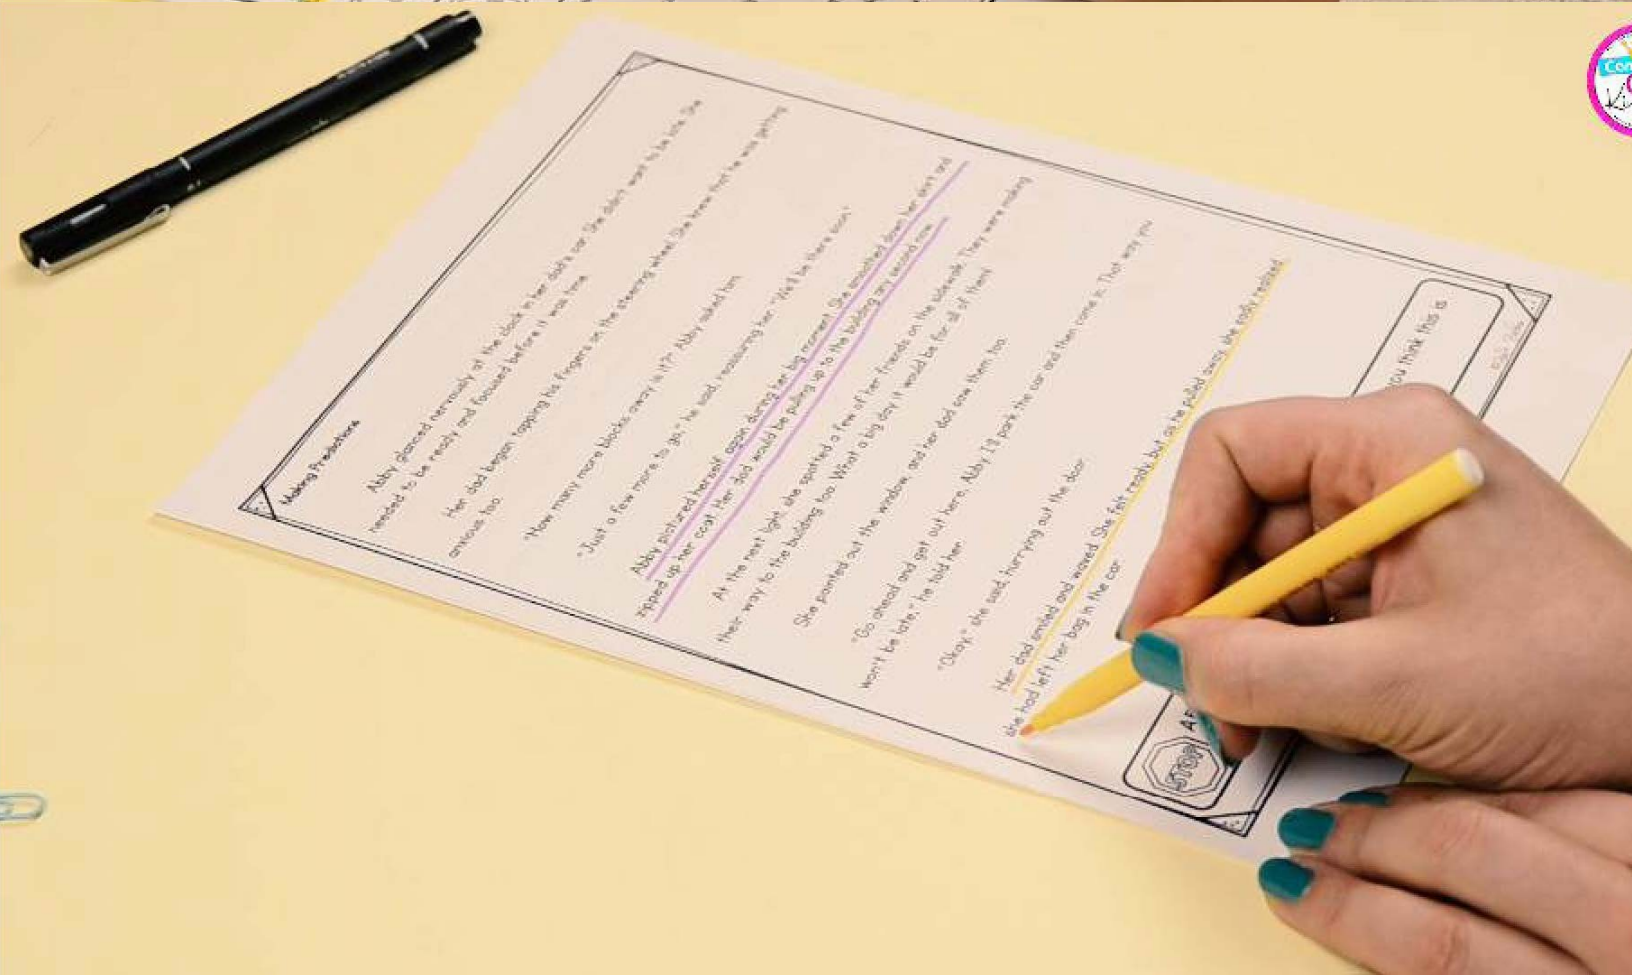 Making Predictions
Abby glanced nervously at the clock in her dad's car. She didn't want to be late. She
needed to be ready and focused before it was time.
Her dad began tapping his fingers on the steering wheel. She knew that he was getting
anxious too.
"How many more blocks away is it?" Abby asked him.
"Just a few more to go," he said, reassuring her. "We'll be there soon."
Abby pictured herself again during her big moment. She smoothed down her skirt and
zipped up her coat. Her dad would be pulling up to the building any second now.
At the next light, she spotted a few of her friends on the sidewalk. They were making
their way to the building too. What a big day it would be for all of them!
She pointed out the window, and her dad saw them too.
"Go ahead and get out here, Abby. I'll park the car and then come in. That way you
won't be late," he told her.
"Okay," she said, hurrying out the door.
Her dad smiled and waved. She felt ready, but as he pulled away, she sadly realized
she had left her bag in the car.
STOP
you think this is